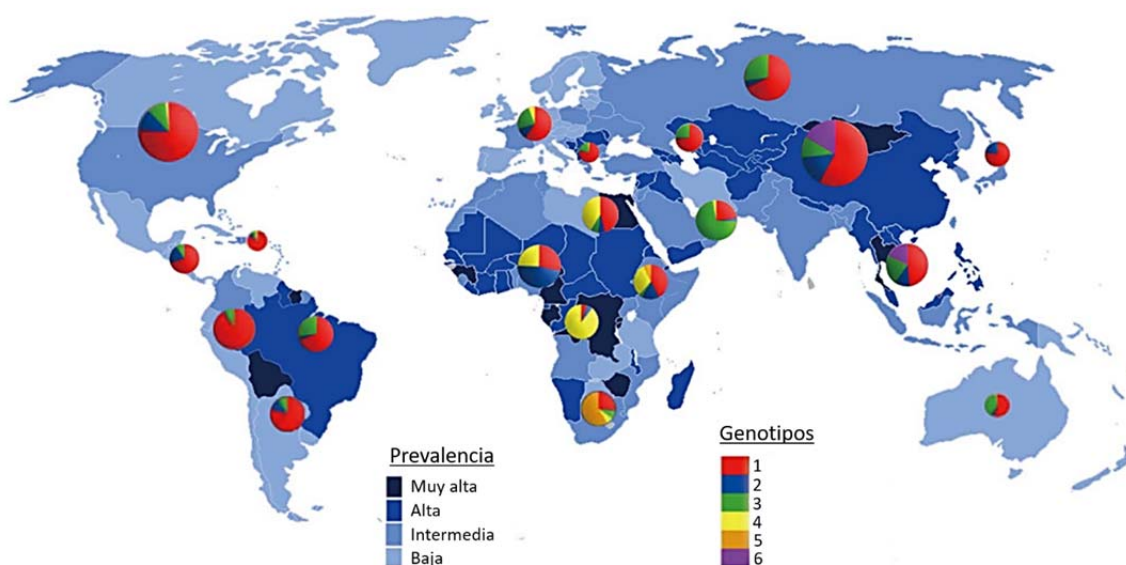 Prevalencia
Muy alta
Alta
Intermedia
Baja
Genotipos
1
2
3
4
5
6